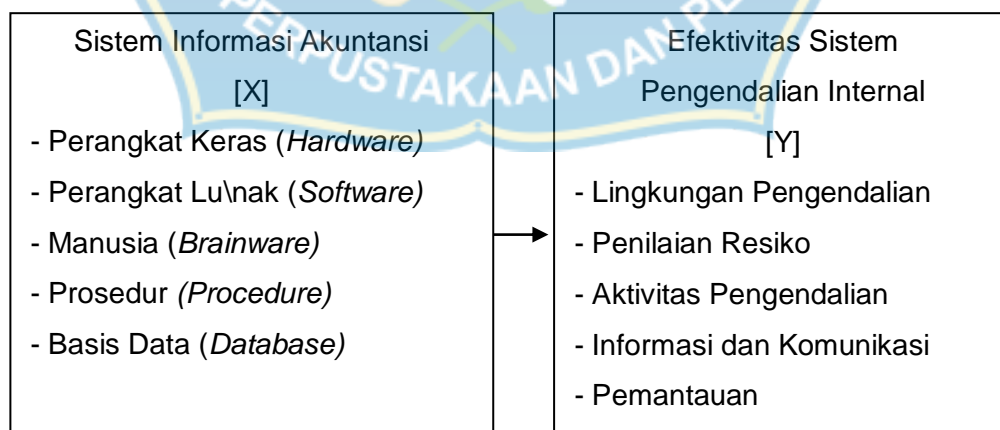 PERPUSTAKAAN DAN PE
Sistem Informasi Akuntansi
[X]
- Perangkat Keras (Hardware)
- Perangkat Lu\nak (Software)
- Manusia (Brainware)
- Prosedur (Procedure)
- Basis Data (Database)
Efektivitas Sistem
Pengendalian Internal
[Y]
- Lingkungan Pengendalian
- Penilaian Resiko
- Aktivitas Pengendalian
- Informasi dan Komunikasi
- Pemantauan